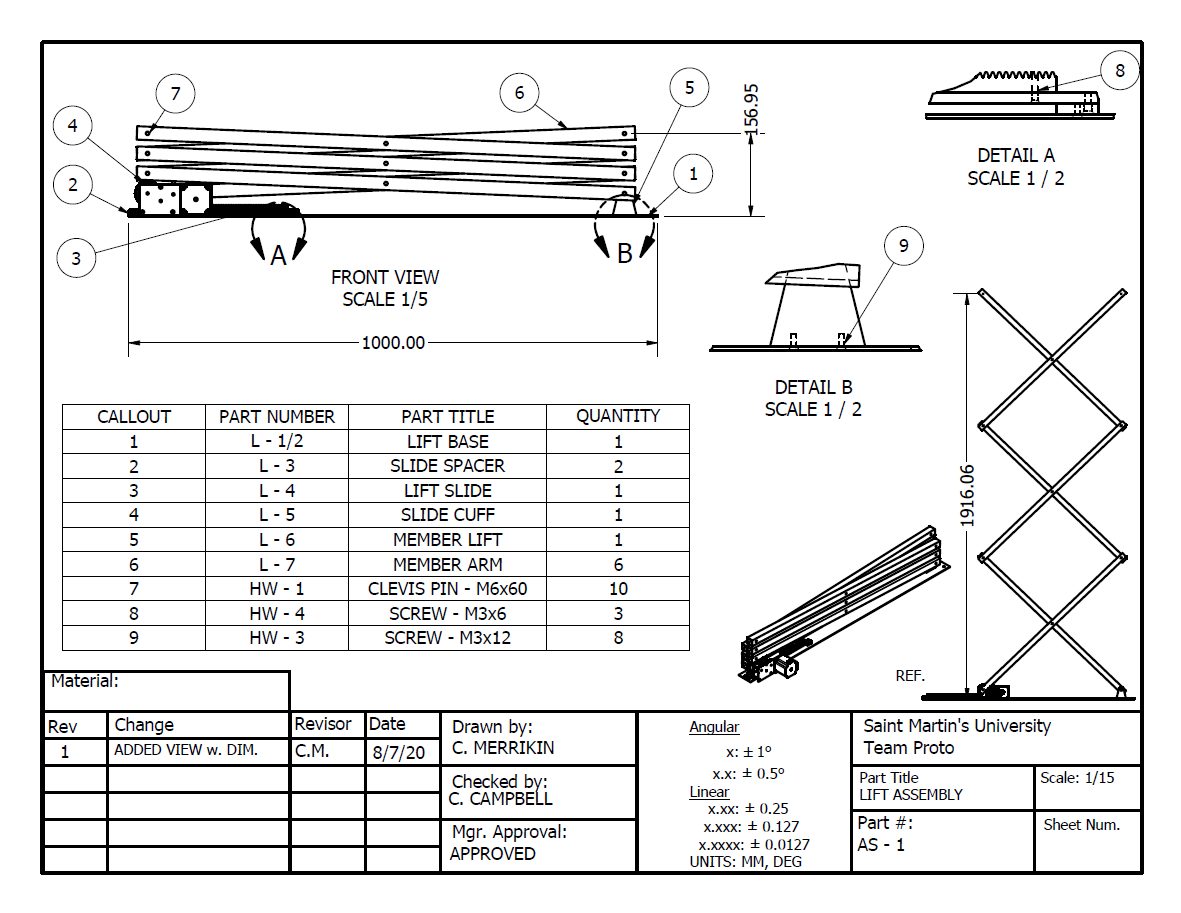 7
6
5
4
2
1
3
156.95
A
B
FRONT VIEW
SCALE 1/5
1000.00
8
DETAIL A
SCALE 1 / 2
9
DETAIL B
SCALE 1 / 2
1916.06
REF.
CALLOUT PART NUMBER PART TITLE QUANTITY
1 L - 1/2 LIFT BASE 1
2 L - 3 SLIDE SPACER 2
3 L - 4 LIFT SLIDE 1
4 L - 5 SLIDE CUFF 1
5 L - 6 MEMBER LIFT 1
6 L - 7 MEMBER ARM 6
7 HW - 1 CLEVIS PIN - M6x60 10
8 HW - 4 SCREW - M3x6 3
9 HW - 3 SCREW - M3x12 8
Material:
Rev Change Revisor Date
1 ADDED VIEW w. DIM. C.M. 8/7/20
Drawn by:
C. MERRIKIN
Checked by:
C. CAMPBELL
Mgr. Approval:
APPROVED
Angular
x: ± 1°
x.x: ± 0.5°
Linear
x.xx: ± 0.25
x.xxx: ± 0.127
x.xxxx: ± 0.0127
UNITS: MM, DEG
Saint Martin's University
Team Proto
Part Title
LIFT ASSEMBLY
Scale: 1/15
Part #:
AS - 1
Sheet Num.